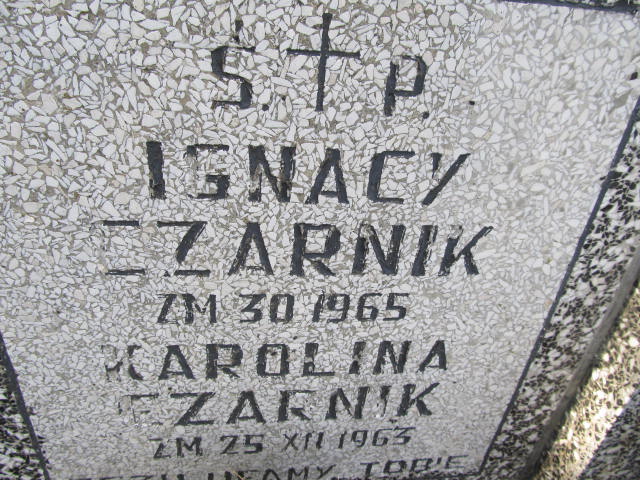 Ś. † P.
IGNACY
CZARNIK
ZM 30 1965
KAROLINA
CZARNIK
ZM 25 XII 1963
UFAMY TOBIE